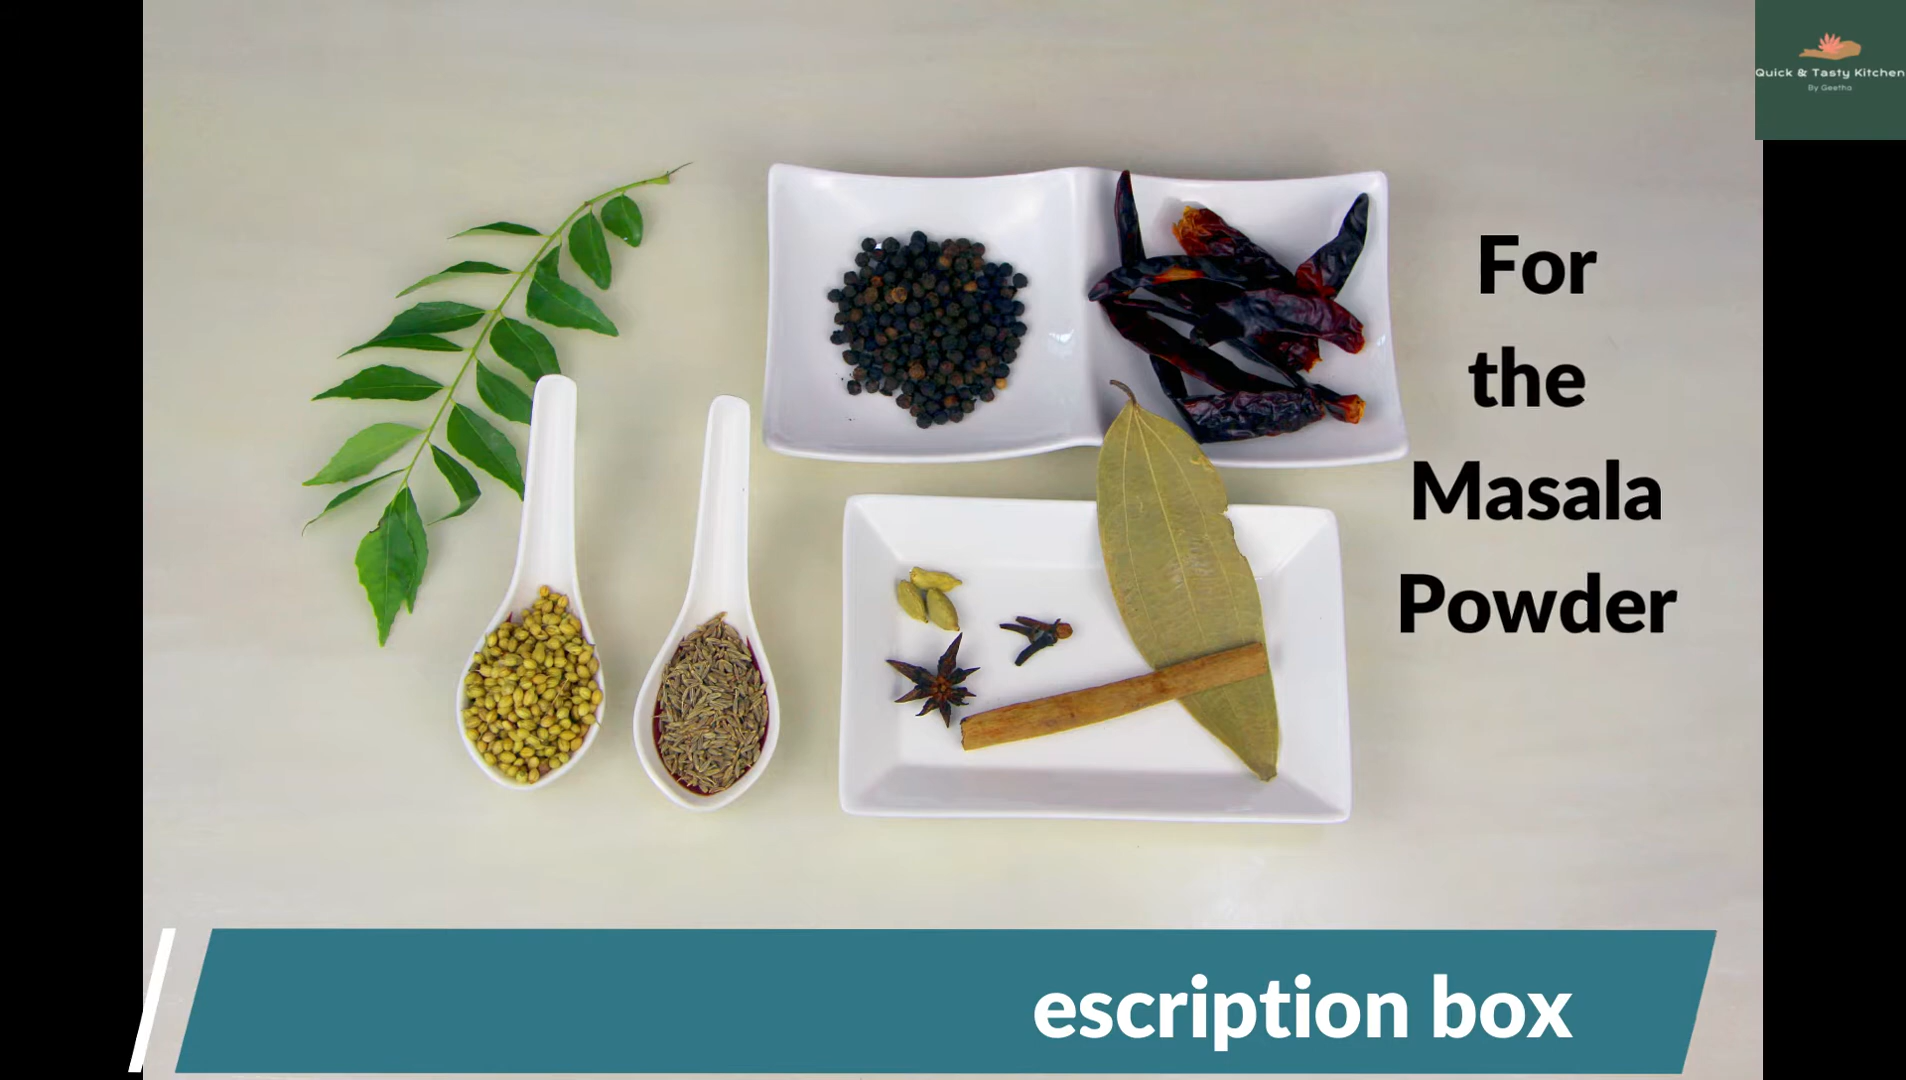 Quick & Tasty Kitchen
By Geetha
For
the
Masala
Powder
escription box